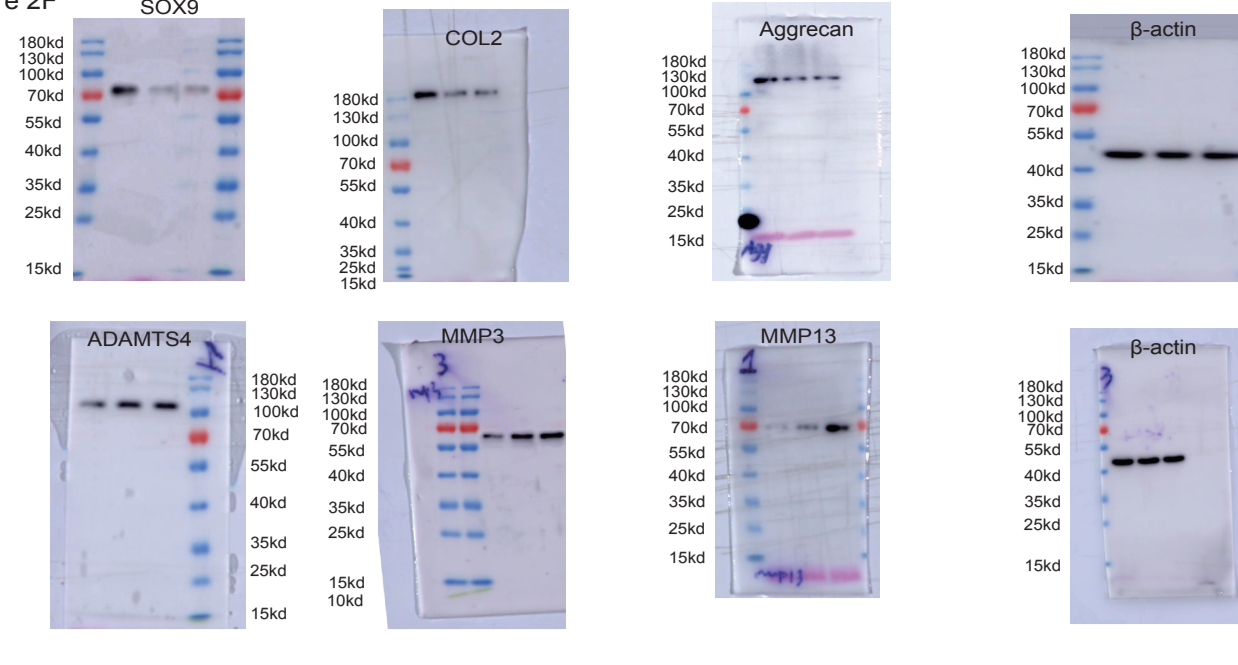 e 2F
SOX9
180kd
130kd
100kd
70kd
55kd
40kd
35kd
25kd
15kd
COL2
180kd
130kd
100kd
70kd
55kd
40kd
35kd
25kd
15kd
Aggrecan
180kd
130kd
100kd
70kd
55kd
40kd
35kd
25kd
15kd
Agg
β-actin
180kd
130kd
100kd
70kd
55kd
40kd
35kd
25kd
15kd
ADAMTS4
180kd
130kd
100kd
70kd
55kd
40kd
35kd
25kd
15kd
MMP3
3
180kd
130kd
100kd
70kd
55kd
40kd
35kd
25kd
15kd
10kd
MMP13
1
180kd
130kd
100kd
70kd
55kd
40kd
35kd
25kd
15kd
mmp13
β-actin
3
180kd
130kd
100kd
70kd
55kd
40kd
35kd
25kd
15kd